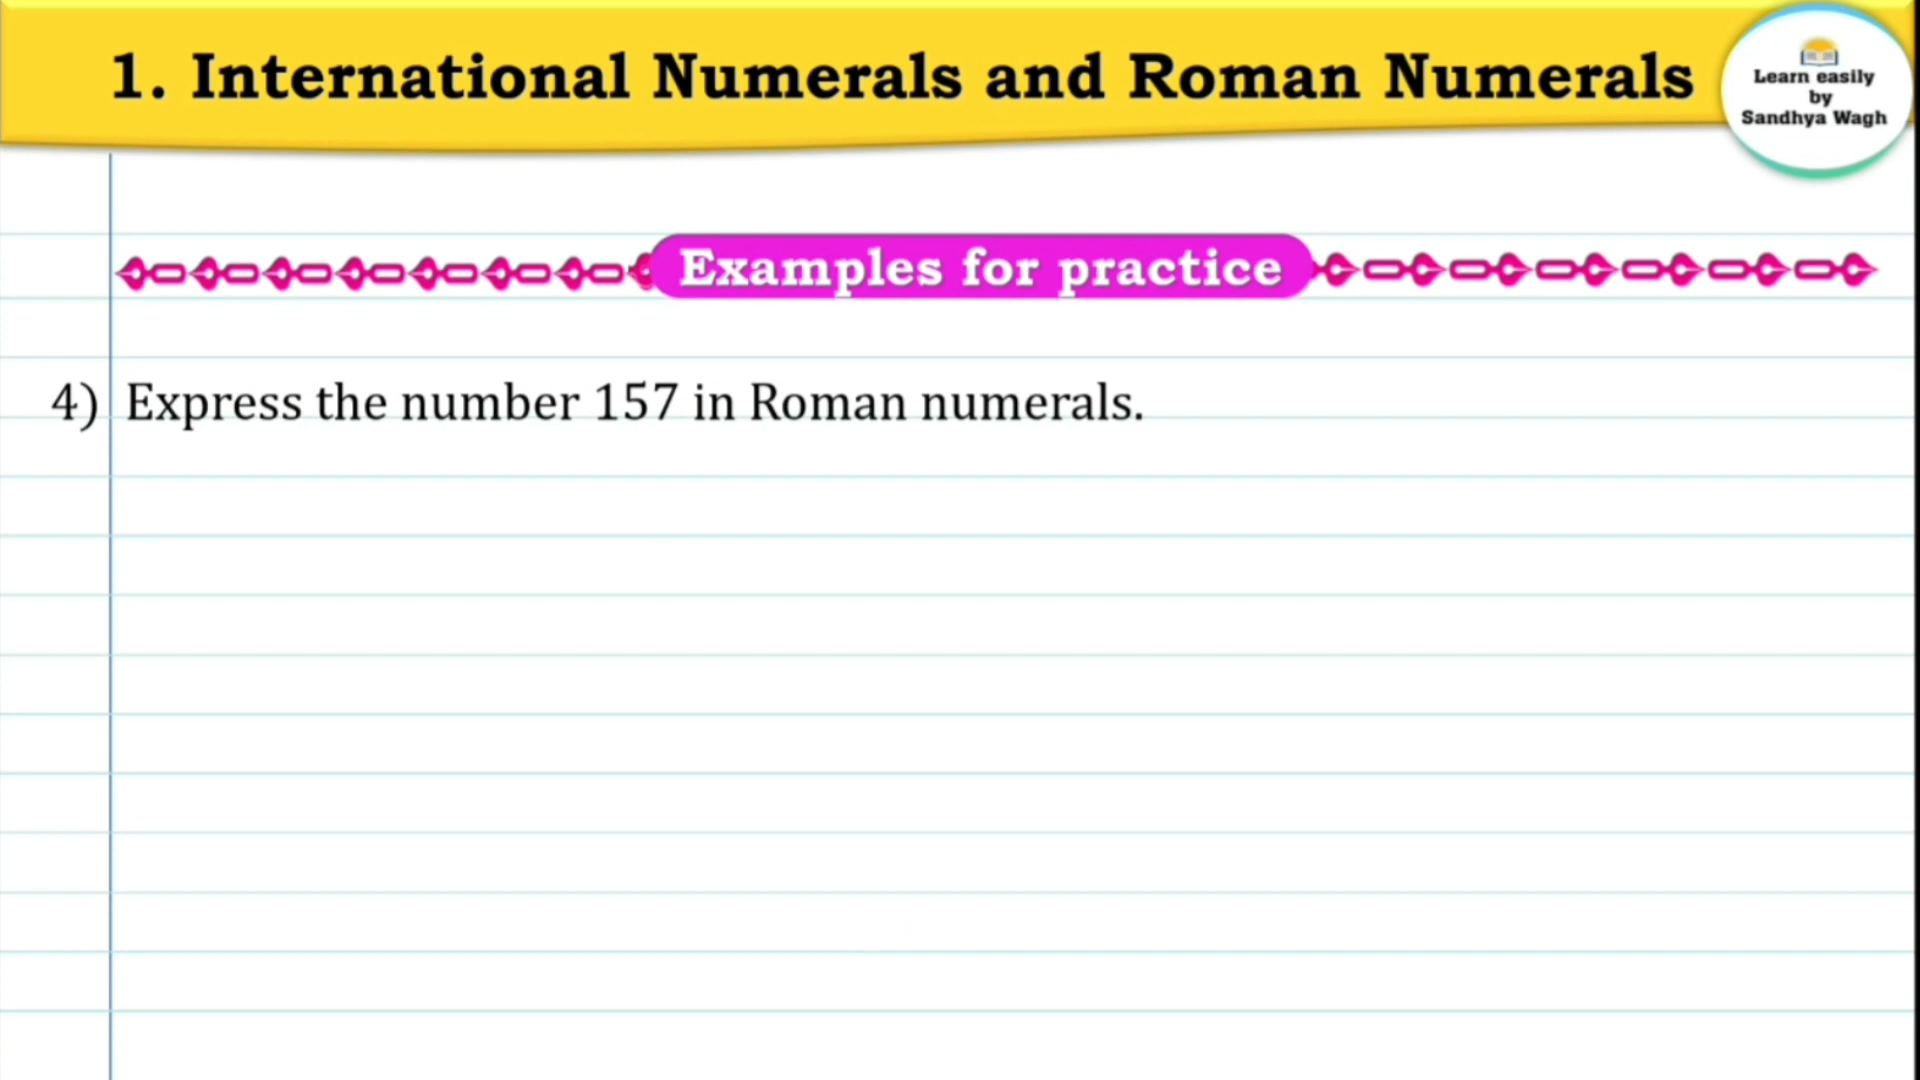 1. International Numerals and Roman Numerals
Learn easily
by
Sandhya Wagh
Examples for practice
4) Express the number 157 in Roman numerals.